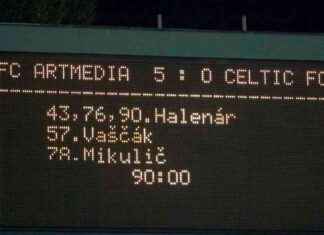 FC ARTMEDIA 5 : 0 CELTIC FC
43,76,90.Halenár
57.Vaščák
78.Mikulič
90:00